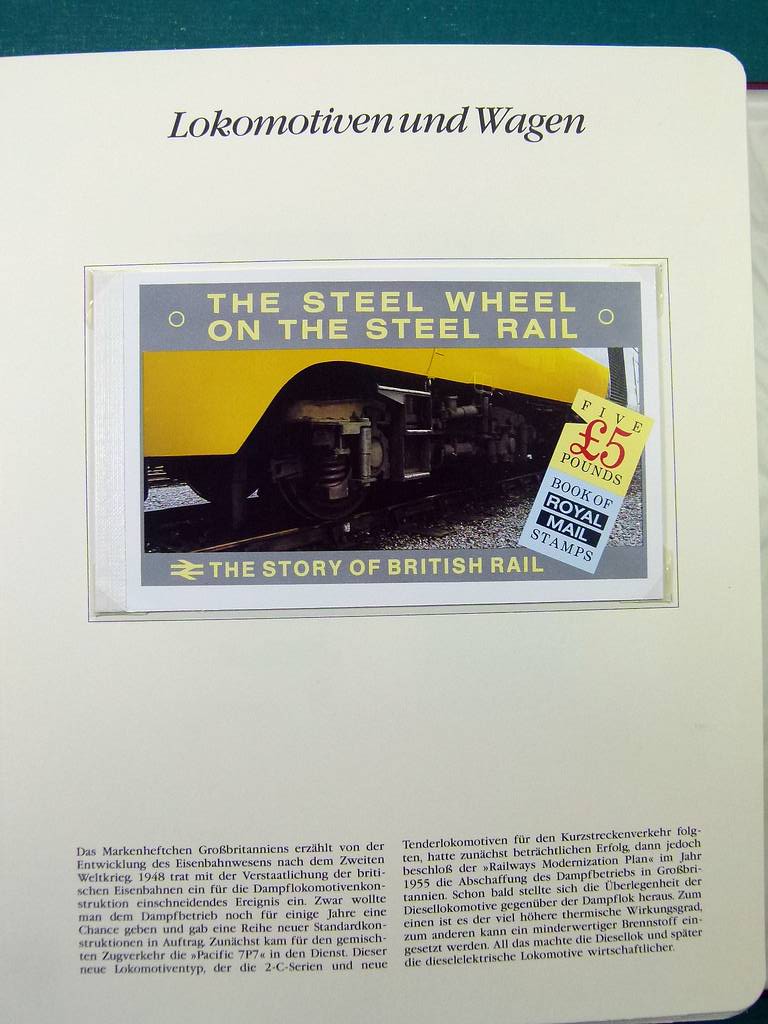 Lokomotiven und Wagen
THE STEEL WHEEL
ON THE STEEL RAIL
FIVE
£5
POUNDS
BOOK OF
ROYAL
MAIL
STAMPS
THE STORY OF BRITISH RAIL
Das Markenheftchen Großbritanniens erzählt von der
Entwicklung des Eisenbahnwesens nach dem Zweiten
Weltkrieg. 1948 trat mit der Verstaatlichung der briti-
schen Eisenbahnen ein für die Dampflokomotivenkon-
struktion einschneidendes Ereignis ein. Zwar wollte
man dem Dampfbetrieb noch für einige Jahre eine
Chance geben und gab eine Reihe neuer Standardkon-
struktionen in Auftrag. Zunächst kam für den gemisch-
ten Zugverkehr die »Pacific 7P7« in den Dienst. Dieser
neue Lokomotiventyp, der die 2-C-Serien und neue
Tenderlokomotiven für den Kurzstreckenverkehr folg-
ten, hatte zunächst beträchtlichen Erfolg, dann jedoch
beschloß der »Railways Modernization Plan« im Jahr
1955 die Abschaffung des Dampfbetriebs in Großbri-
tannien. Schon bald stellte sich die Überlegenheit der
Diesellokomotive gegenüber der Dampflok heraus. Zum
einen ist es der viel höhere thermische Wirkungsgrad,
zum anderen kann ein minderwertiger Brennstoff ein-
gesetzt werden. All das machte die Diesellok und später
die dieselelektrische Lokomotive wirtschaftlicher.